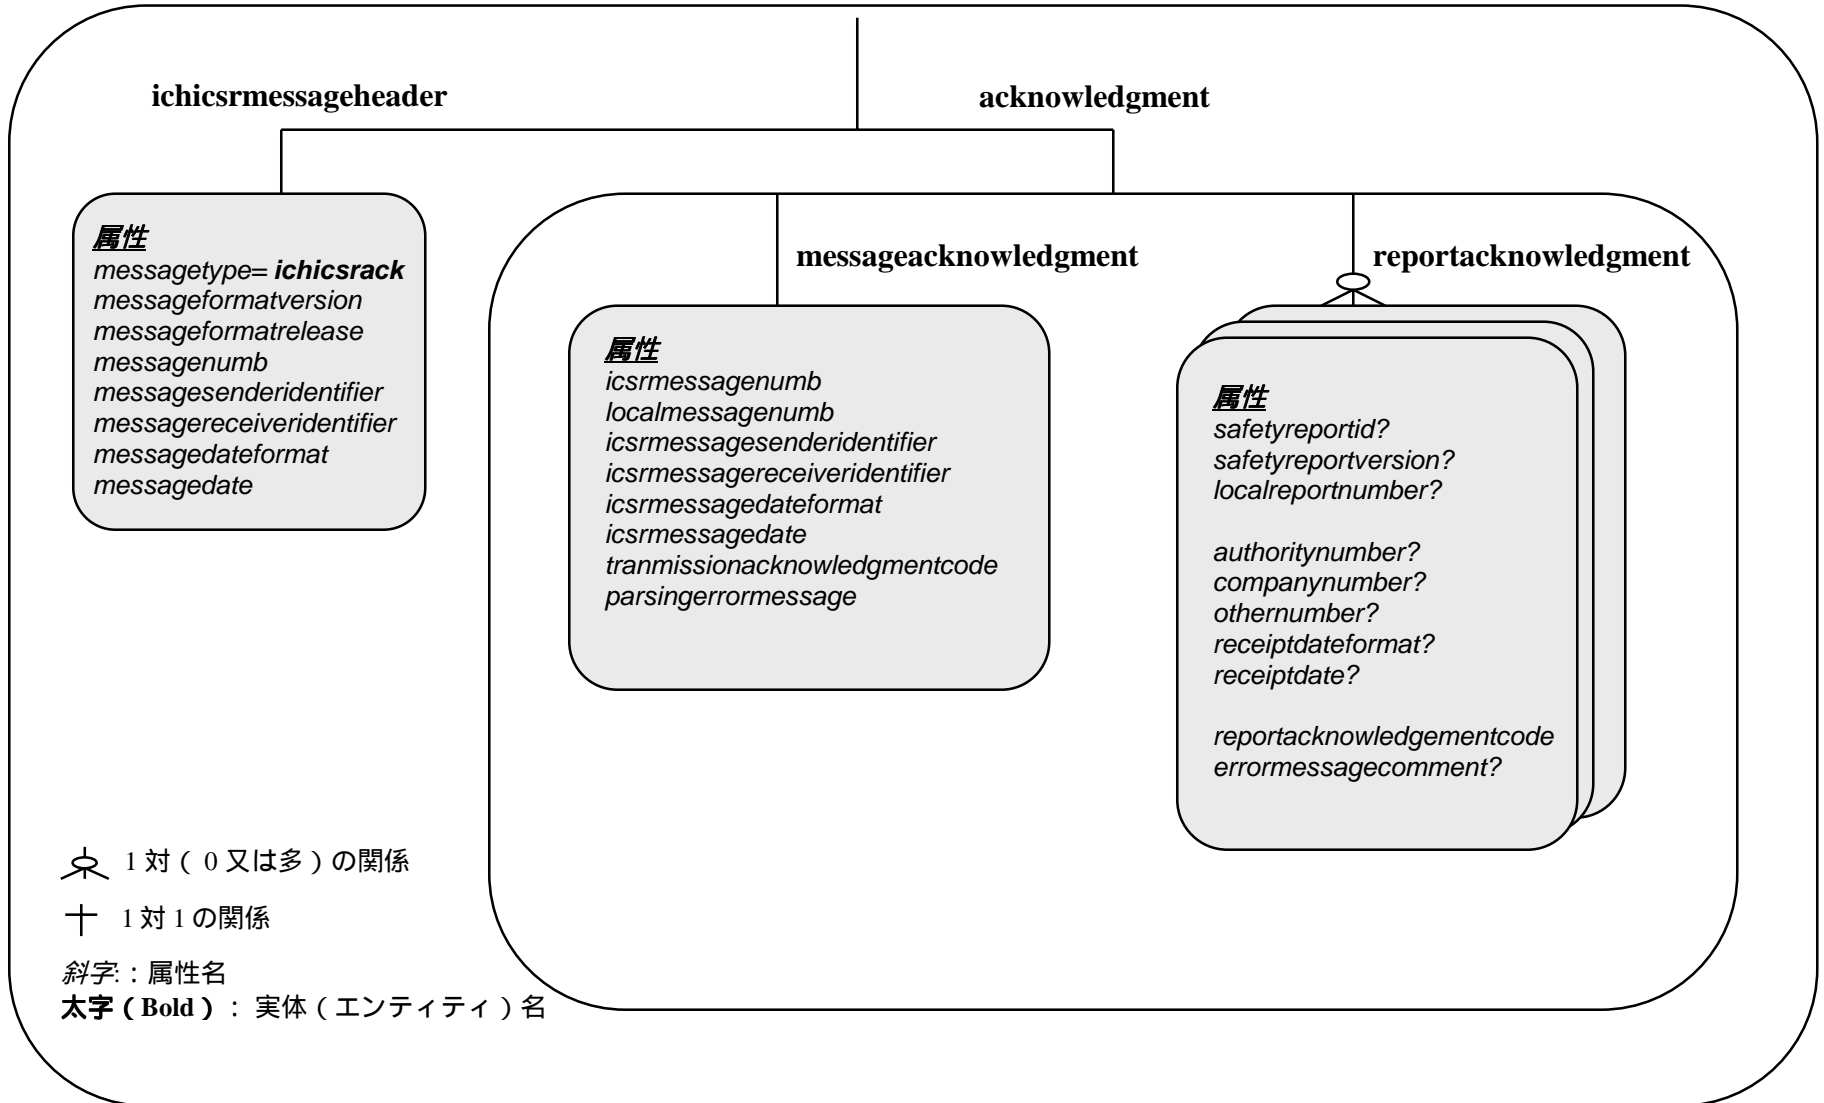 ichicsrmessageheader
acknowledgment
属性
messagetype= ichicsrack
messageformatversion
messageformatrelease
messagenumb
messagesenderidentifier
messagereceiveridentifier
messagedateformat
messagedate
messageacknowledgment
属性
icsrmessagenumb
localmessagenumb
icsrmessagesenderidentifier
icsrmessagereceiveridentifier
icsrmessagedateformat
icsrmessagedate
tranmissionacknowledgmentcode
parsingerrormessage
reportacknowledgment
属性
safetyreportid?
safetyreportversion?
localreportnumber?
authoritynumber?
companynumber?
othernumber?
receiptdateformat?
receiptdate?
reportacknowledgementcode
errormessagecomment?
1 対（ 0 又は多）の関係
1 対 1 の関係
斜字:：属性名
太字（Bold）： 実体（エンティティ）名